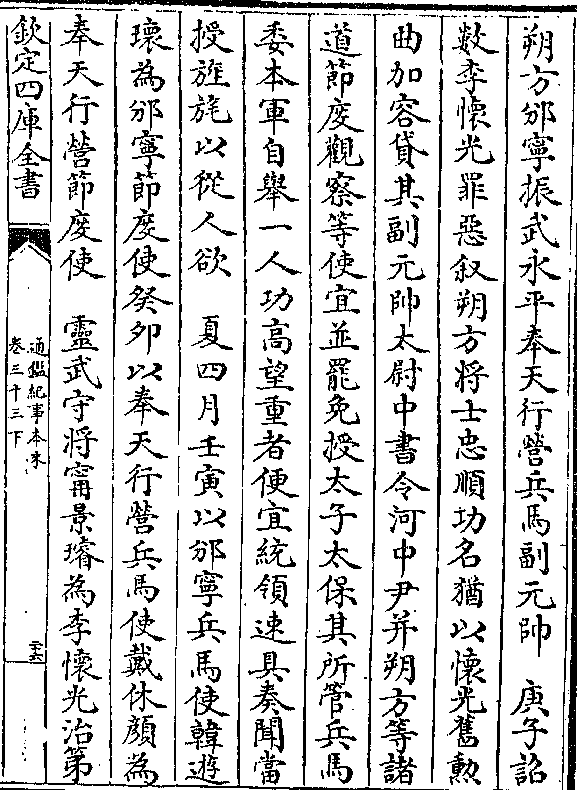 朔方邠寧振武永平奉天行營兵馬副元帥　庚子詔
數李懷光罪惡叙朔方將士忠順功名猶以懷光舊勲
曲加容貸其副元帥太尉中書令河中尹并朔方等諸
道節度觀察等使宜並罷免授太子太保其所管兵馬
委本軍自舉一人功高望重者便宜統領速具奏聞當
授旌旄以從人欲　夏四月壬寅以邠寧兵馬使韓遊
瓌為邠寧節度使癸卯以奉天行營兵馬使戴休顔為
奉天行營節度使　靈武守將甯景璿為李懷光治第
欽定四庫全書
通鑑紀事本末
卷三十三下
二十六